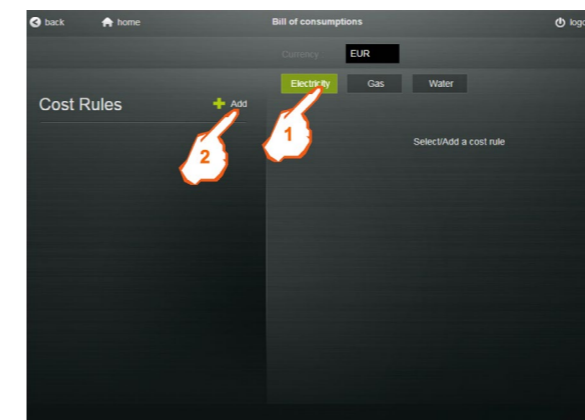 back home Bill of consumptions logo
Currency EUR
Electricity Gas Water
Cost Rules Add
1
2
Select/Add a cost rule